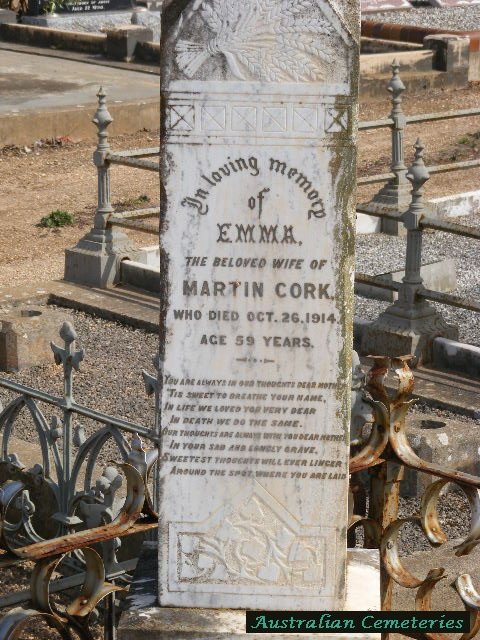 In loving memory
of
EMMA,
THE BELOVED WIFE OF
MARTIN CORK,
WHO DIED OCT. 26, 1914,
AGE 59 YEARS.
YOU ARE ALWAYS IN OUR THOUGHTS DEAR MOTHER
'TIS SWEET TO BREATHE YOUR NAME,
IN LIFE WE LOVED YOU VERY DEAR
IN DEATH WE DO THE SAME.
OUR THOUGHTS ARE ALWAYS WITH YOU DEAR MOTHER
IN YOUR SAD AND LONELY GRAVE,
SWEETEST THOUGHTS WILL EVER LINGER
AROUND THE SPOT, WHERE YOU ARE LAID
Australian Cemeteries